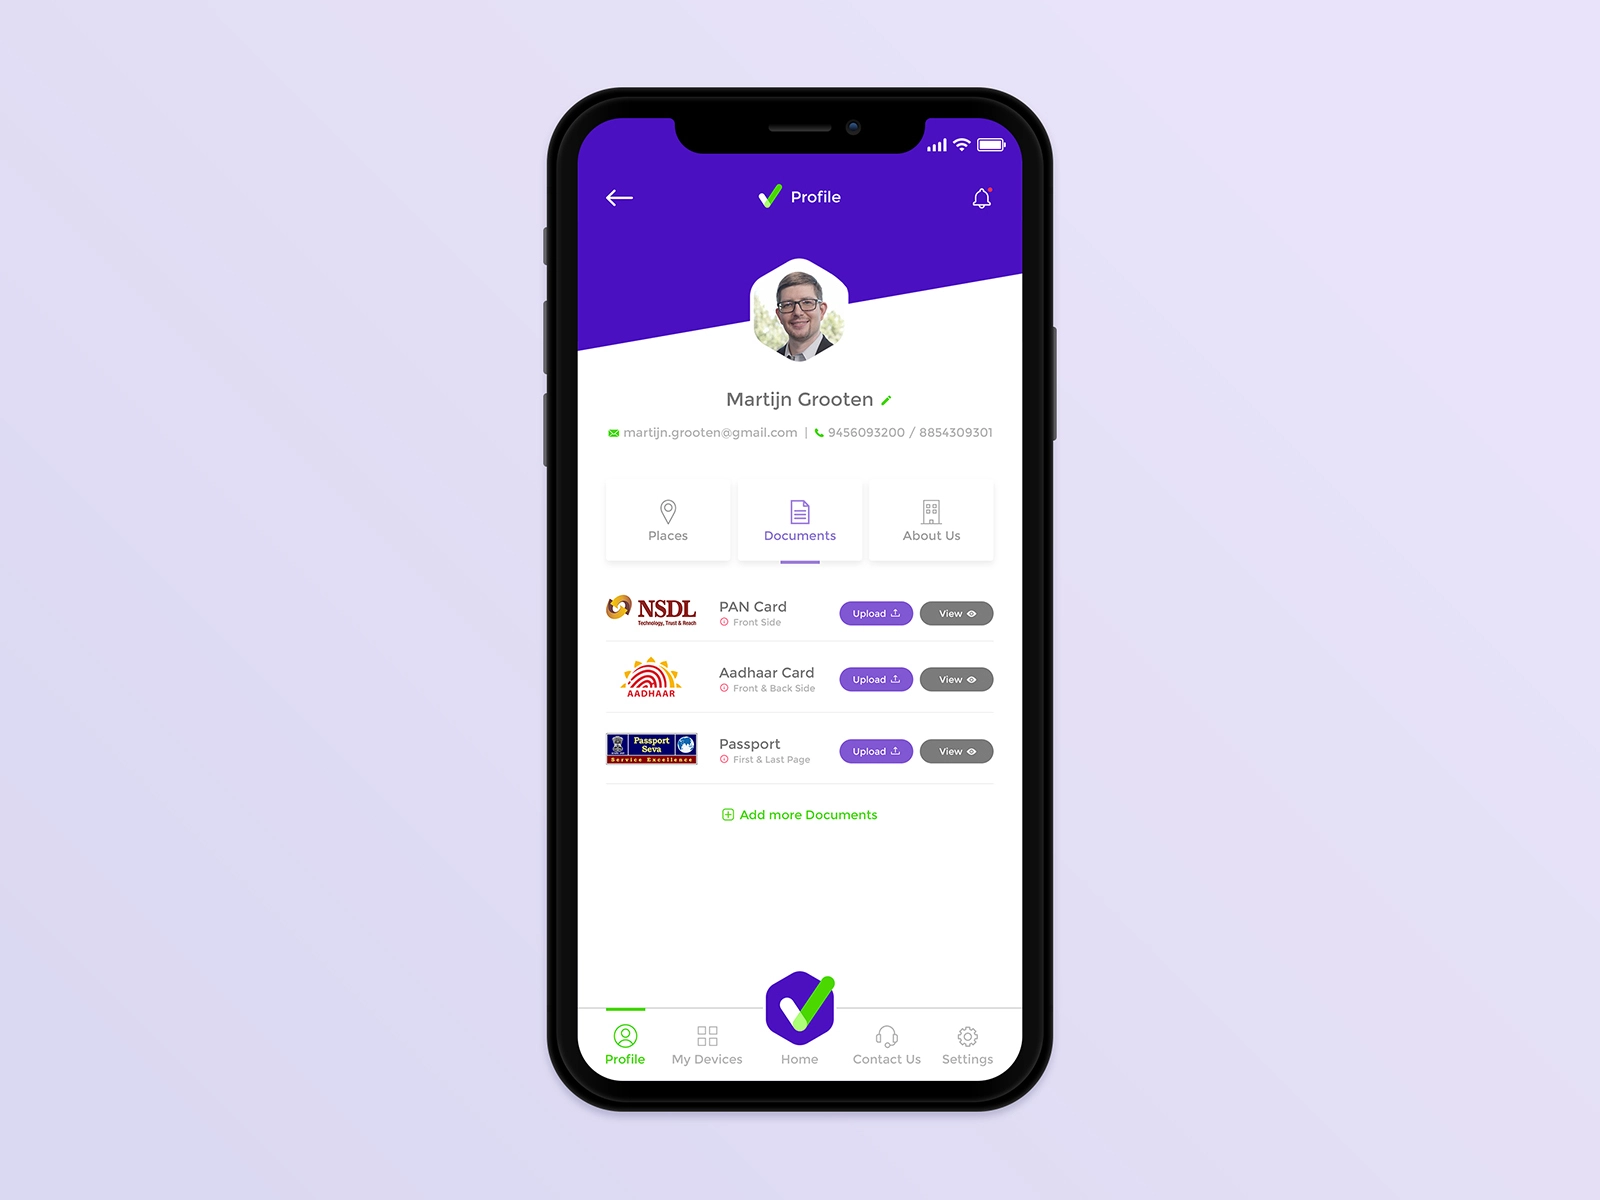 Profile
Martijn Grooten
martijn.grooten@gmail.com | 9456093200 / 8854309301
Places
Documents
About Us
NSDL
Technology, Trust & Reach
PAN Card
Front Side
Upload
View
AADHAAR
Aadhaar Card
Front & Back Side
Upload
View
Passport
Seva
Service Excellence
Passport
First & Last Page
Upload
View
Add more Documents
Profile
My Devices
Home
Contact Us
Settings